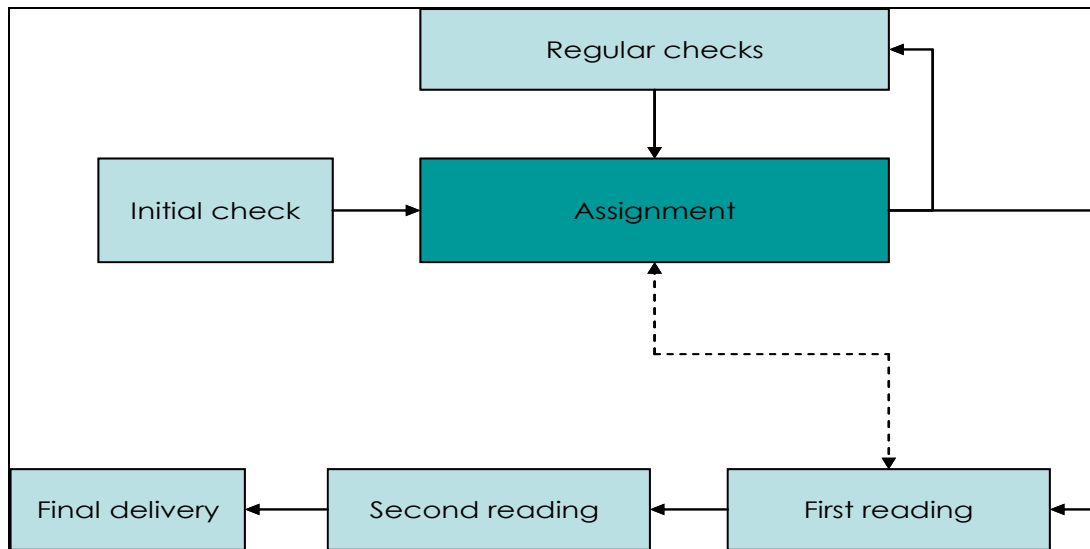 Regular checks
Initial check
Assignment
Final delivery
Second reading
First reading